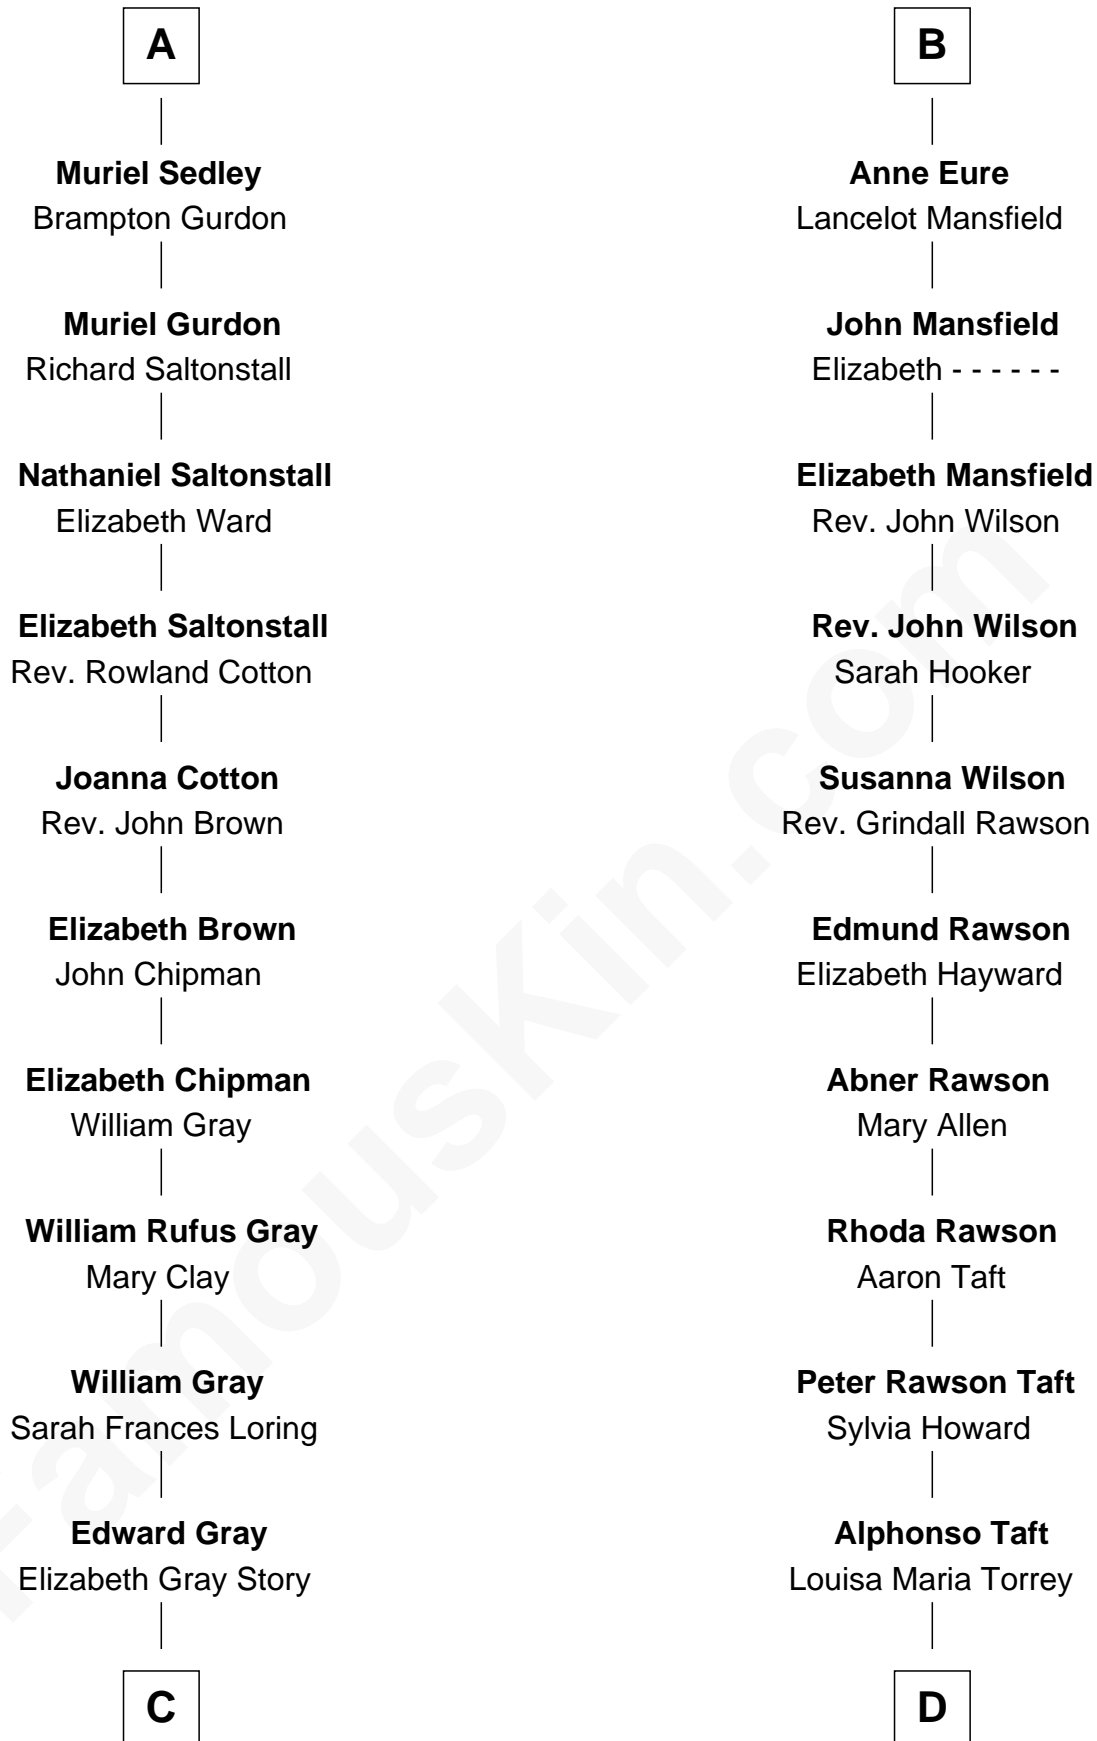 A
Muriel Sedley
Brampton Gurdon
Muriel Gurdon
Richard Saltonstall
Nathaniel Saltonstall
Elizabeth Ward
Elizabeth Saltonstall
Rev. Rowland Cotton
Joanna Cotton
Rev. John Brown
Elizabeth Brown
John Chipman
Elizabeth Chipman
William Gray
William Rufus Gray
Mary Clay
William Gray
Sarah Frances Loring
Edward Gray
Elizabeth Gray Story
C
B
Anne Eure
Lancelot Mansfield
John Mansfield
Elizabeth - - - - - -
Elizabeth Mansfield
Rev. John Wilson
Rev. John Wilson
Sarah Hooker
Susanna Wilson
Rev. Grindall Rawson
Edmund Rawson
Elizabeth Hayward
Abner Rawson
Mary Allen
Rhoda Rawson
Aaron Taft
Peter Rawson Taft
Sylvia Howard
Alphonso Taft
Louisa Maria Torrey
D
FamousKin.com